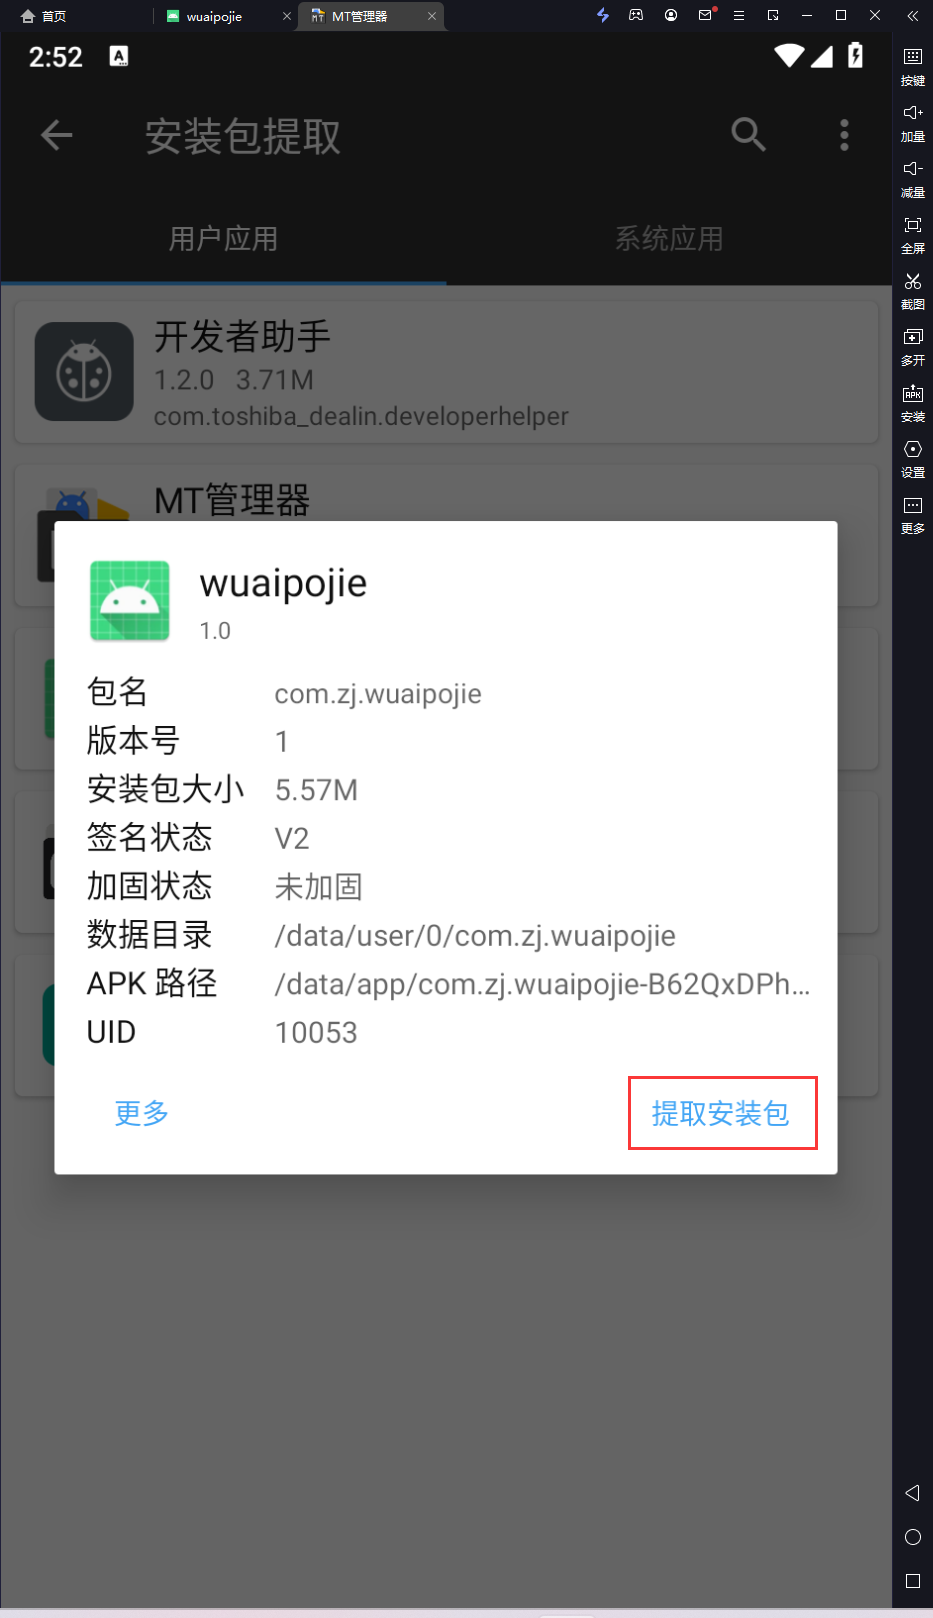 首页
wuaipojie
MT管理器
2:52
安装包提取
用户应用
系统应用
开发者助手
1.2.0 3.71M
com.toshiba_dealin.developerhelper
MT管理器
wuaipojie
1.0
包名 com.zj.wuaipojie
版本号 1
安装包大小 5.57M
签名状态 V2
加固状态 未加固
数据目录 /data/user/0/com.zj.wuaipojie
APK 路径 /data/app/com.zj.wuaipojie-B62QxDPh...
UID 10053
更多
提取安装包
按键
加量
减量
全屏
截图
多开
安装
设置
更多